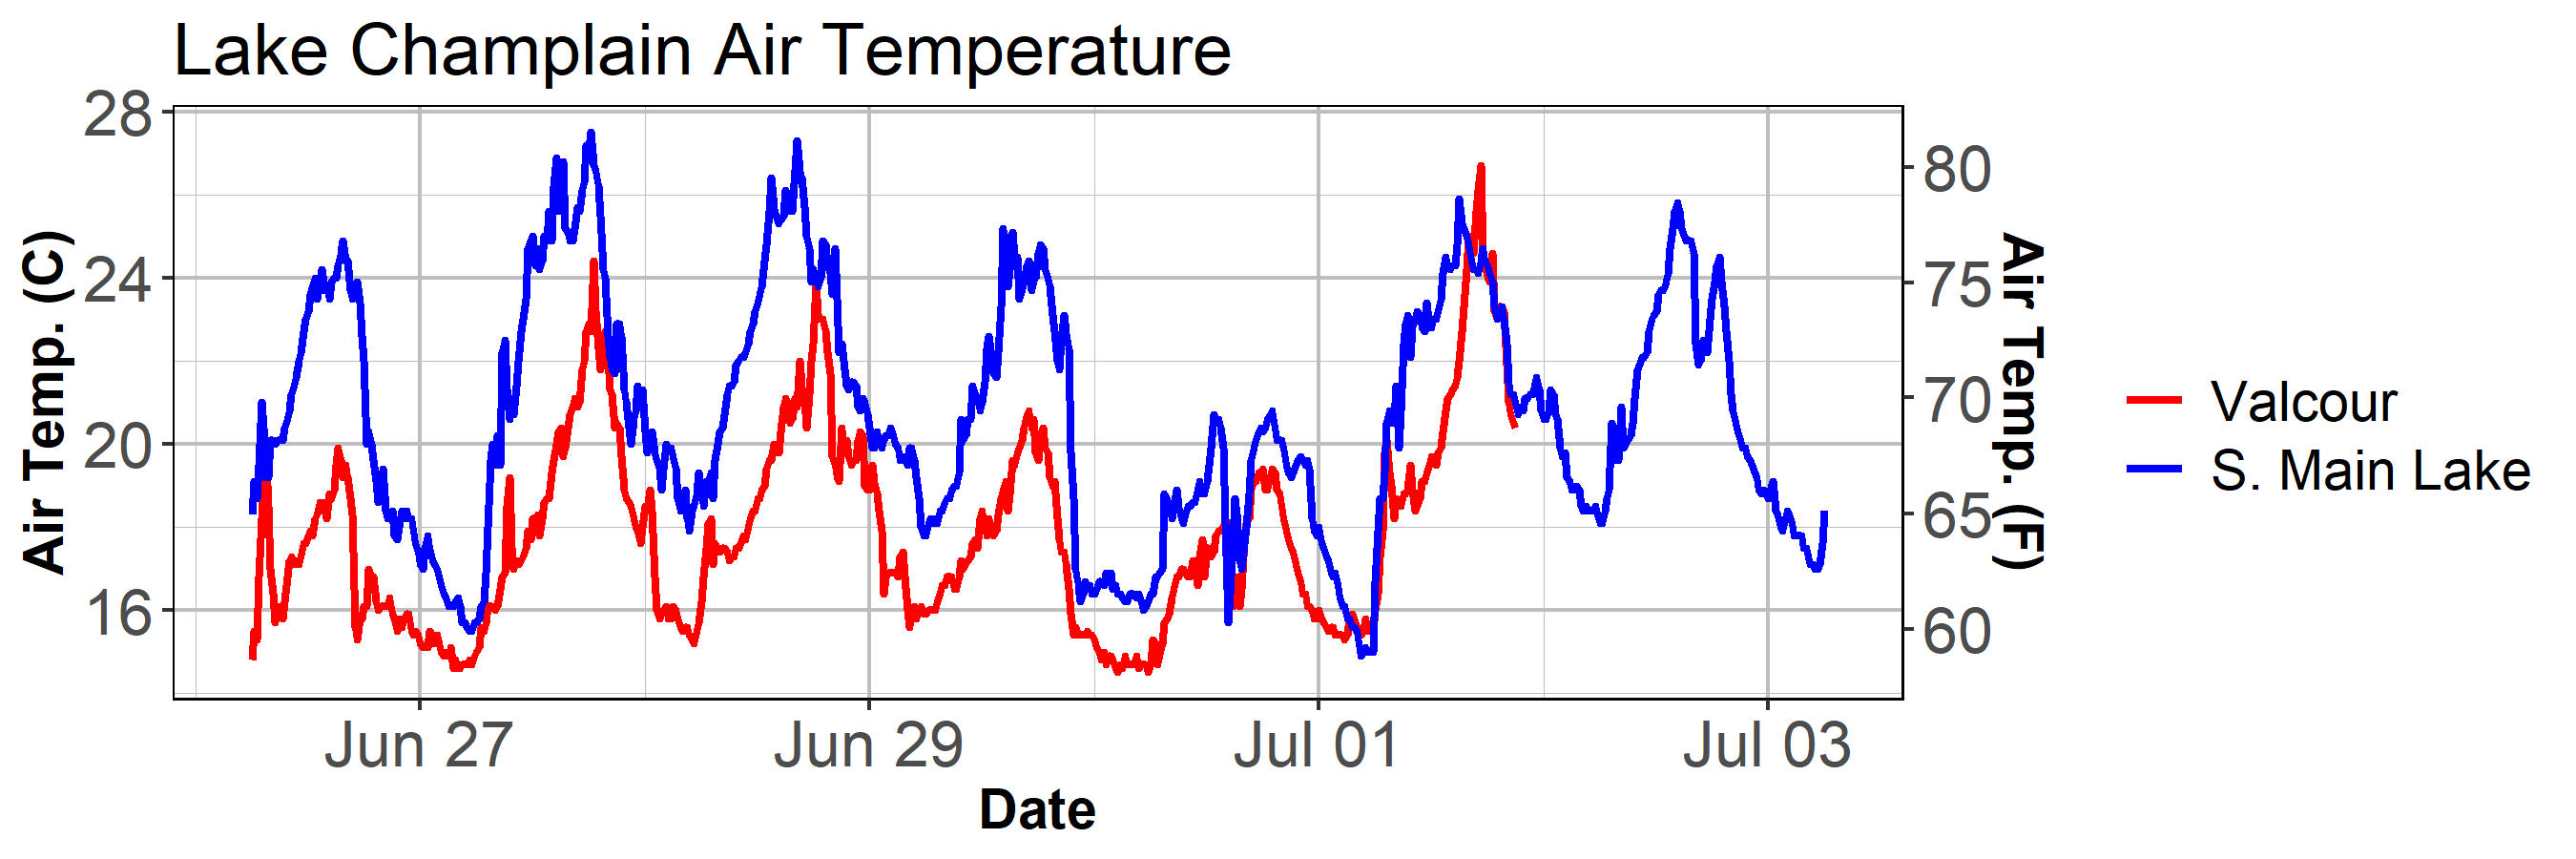 Lake Champlain Air Temperature
28
24
20
16
Air Temp. (C)
80
75
70
65
60
Air Temp. (F)
Jun 27
Jun 29
Jul 01
Jul 03
Date
Valcour
S. Main Lake